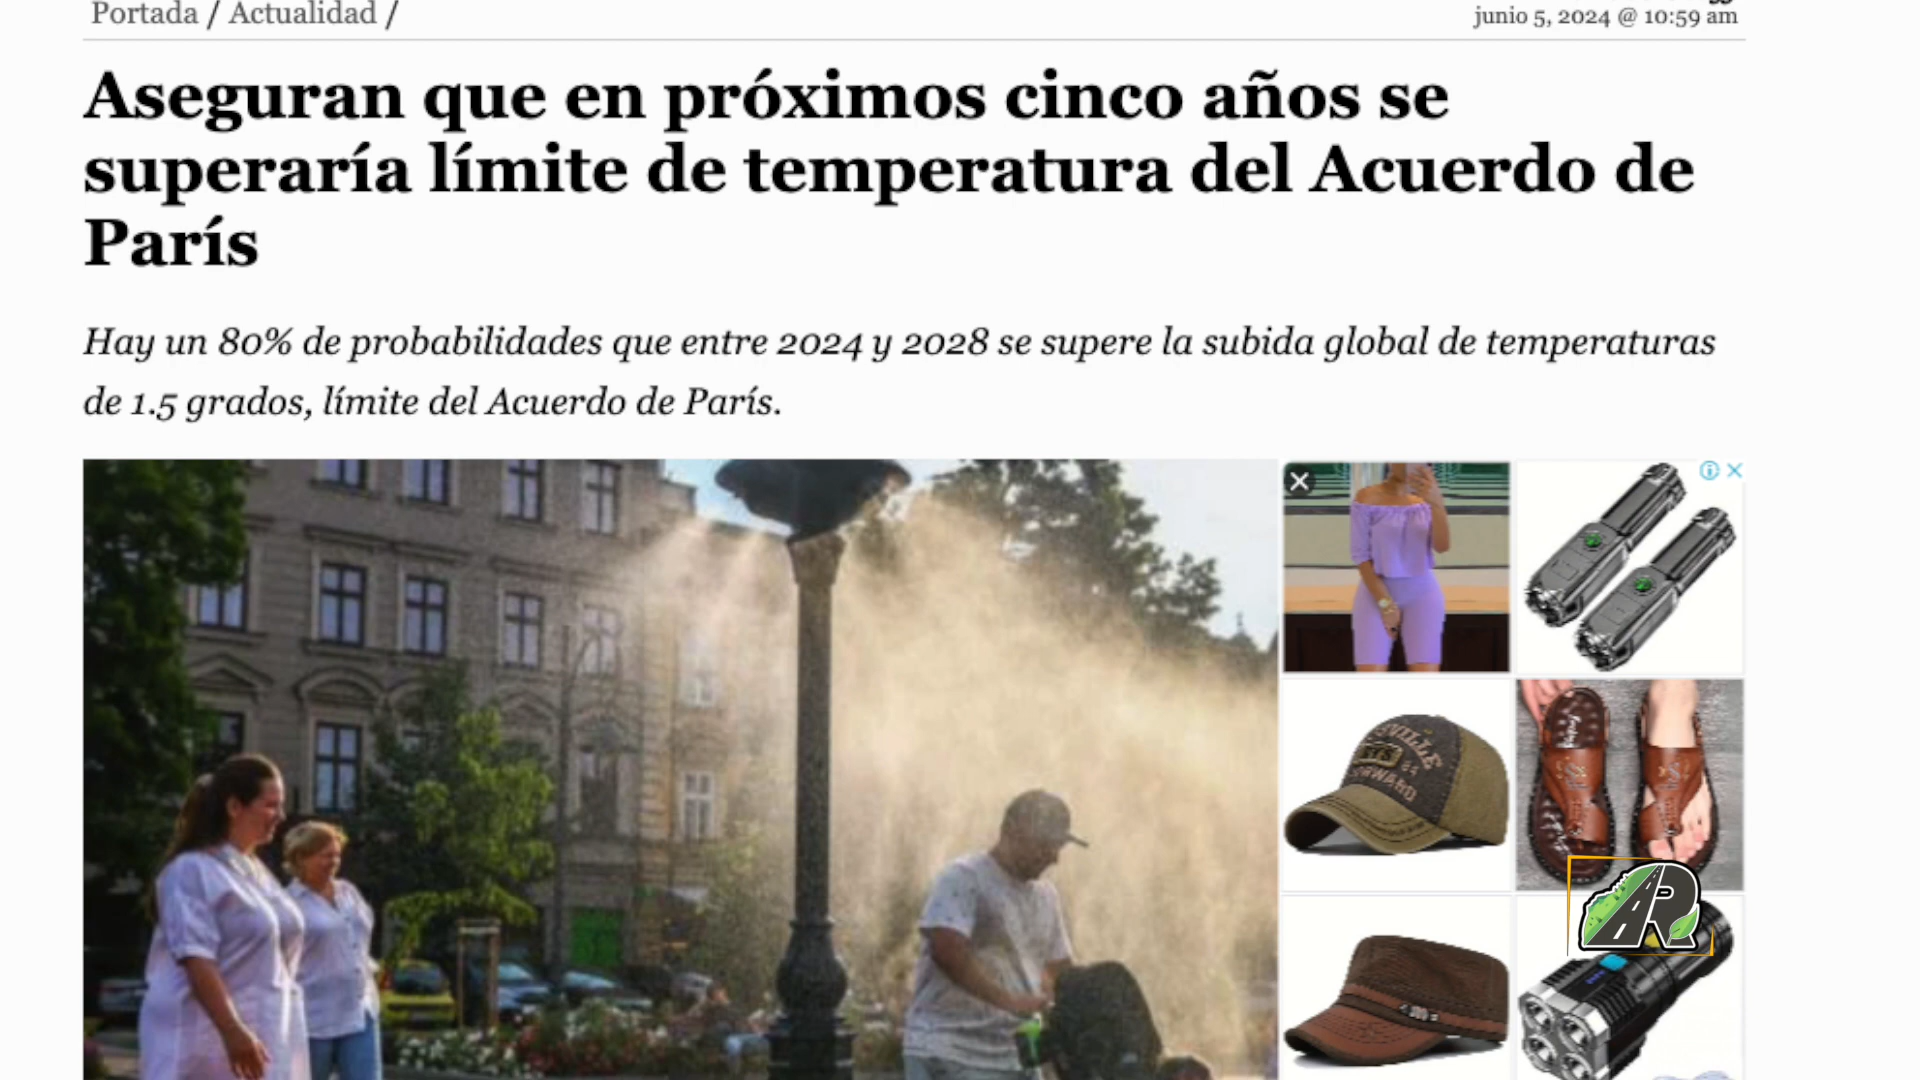 Portada / Actualidad /
junio 5, 2024 @ 10:59 am
Aseguran que en próximos cinco años se
superaría límite de temperatura del Acuerdo de
París
Hay un 80% de probabilidades que entre 2024 y 2028 se supere la subida global de temperaturas
de 1.5 grados, límite del Acuerdo de París.
AR